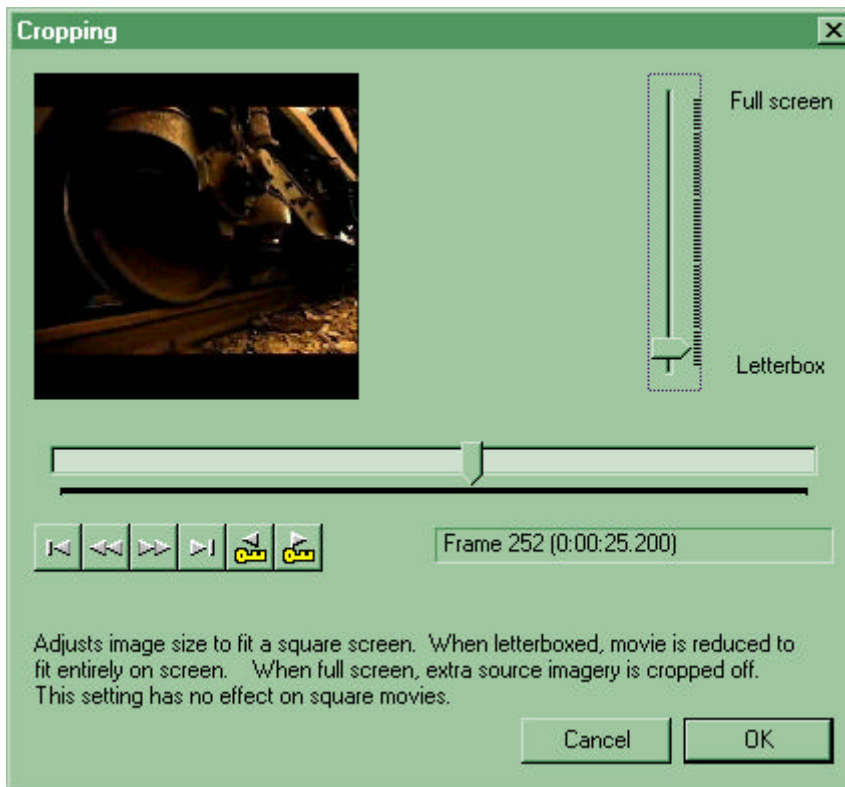 Cropping
Full screen
Letterbox
Frame 252 (0:00:25.200)
Adjusts image size to fit a square screen. When letterboxed, movie is reduced to
fit entirely on screen. When full screen, extra source imagery is cropped off.
This setting has no effect on square movies.
Cancel
OK